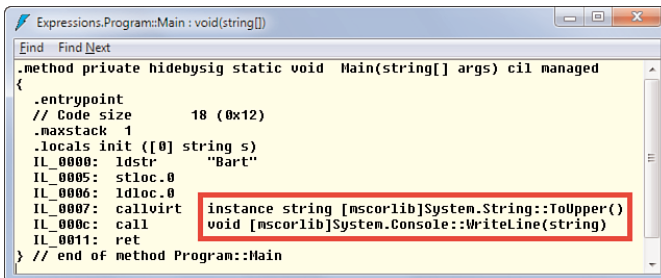 Expressions.Program::Main : void(string[])
Find Find Next
.method private hidebysig static void  Main(string[] args) cil managed
{
  .entrypoint
  // Code size       18 (0x12)
  .maxstack  1
  .locals init ([0] string s)
  IL_0000:  ldstr      "Bart"
  IL_0005:  stloc.0
  IL_0006:  ldloc.0
  IL_0007:  callvirt   instance string [mscorlib]System.String::ToUpper()
  IL_000c:  call       void [mscorlib]System.Console::WriteLine(string)
  IL_0011:  ret
} // end of method Program::Main